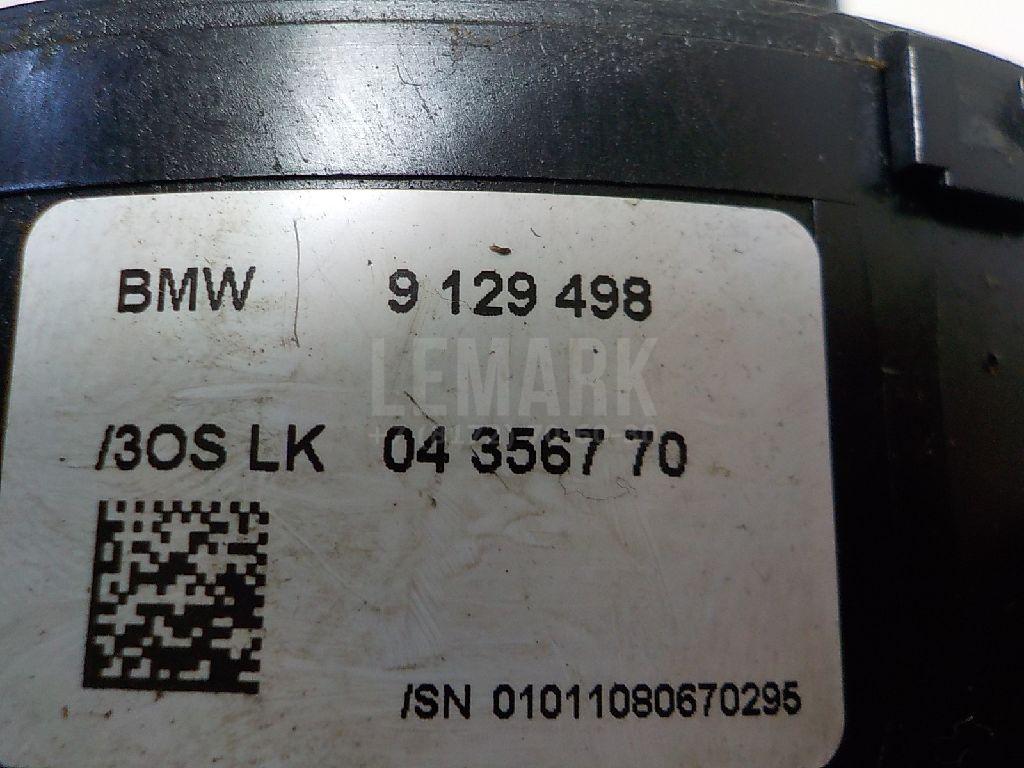 BMW 9 129 498
LEMARK
/3OS LK 04 3567 70
/SN 01011080670295